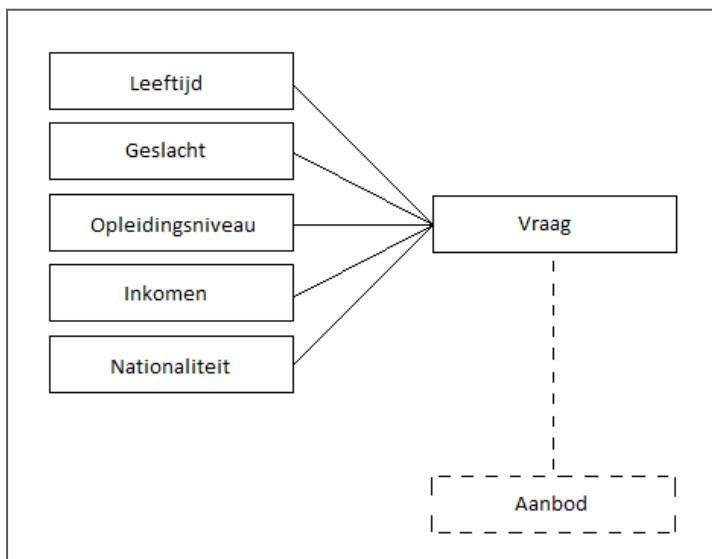 Leeftijd
Geslacht
Opleidingsniveau
Inkomen
Nationaliteit
Vraag
Aanbod